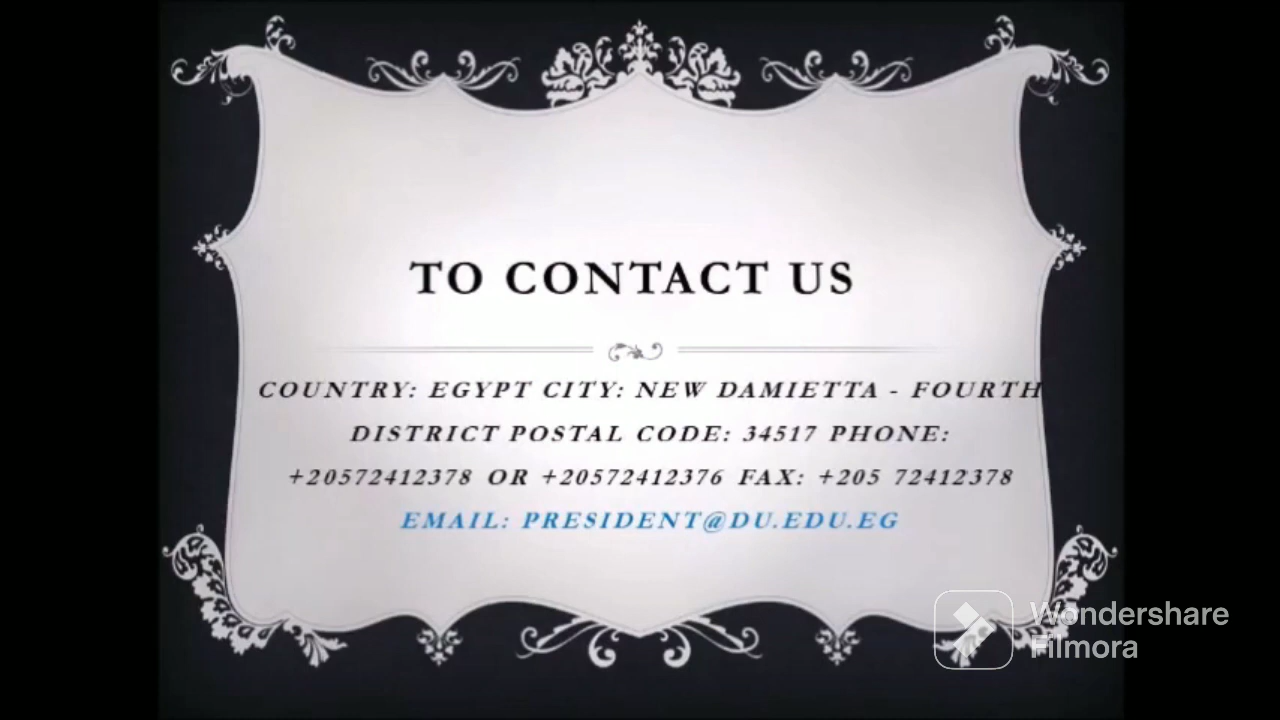 TO CONTACT US
COUNTRY: EGYPT CITY: NEW DAMIETTA - FOURTH
DISTRICT POSTAL CODE: 34517 PHONE:
+20572412378 OR +20572412376 FAX: +205 72412378
EMAIL: PRESIDENT@DU.EDU.EG
Wondershare
Filmora